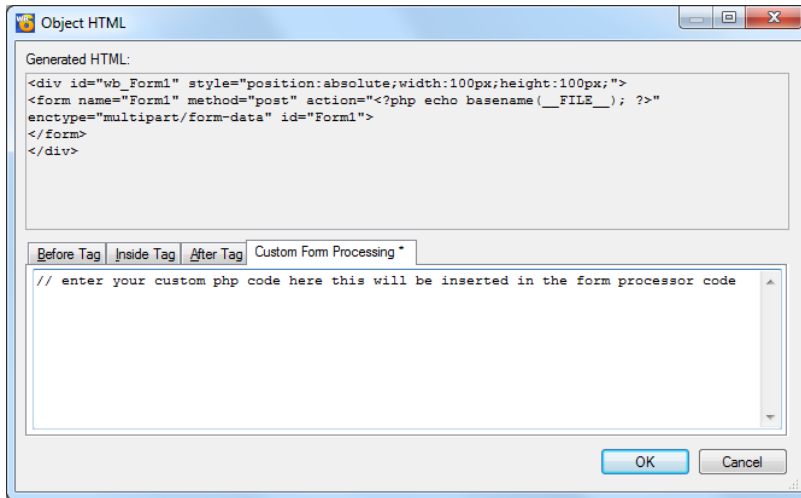 Object HTML
Generated HTML:
<div id="wb_Form1" style="position:absolute;width:100px;height:100px;">
<form name="Form1" method="post" action="<?php echo basename(__FILE__); ?>"
enctype="multipart/form-data" id="Form1">
</form>
</div>
Before Tag Inside Tag After Tag Custom Form Processing *
// enter your custom php code here this will be inserted in the form processor code
OK Cancel